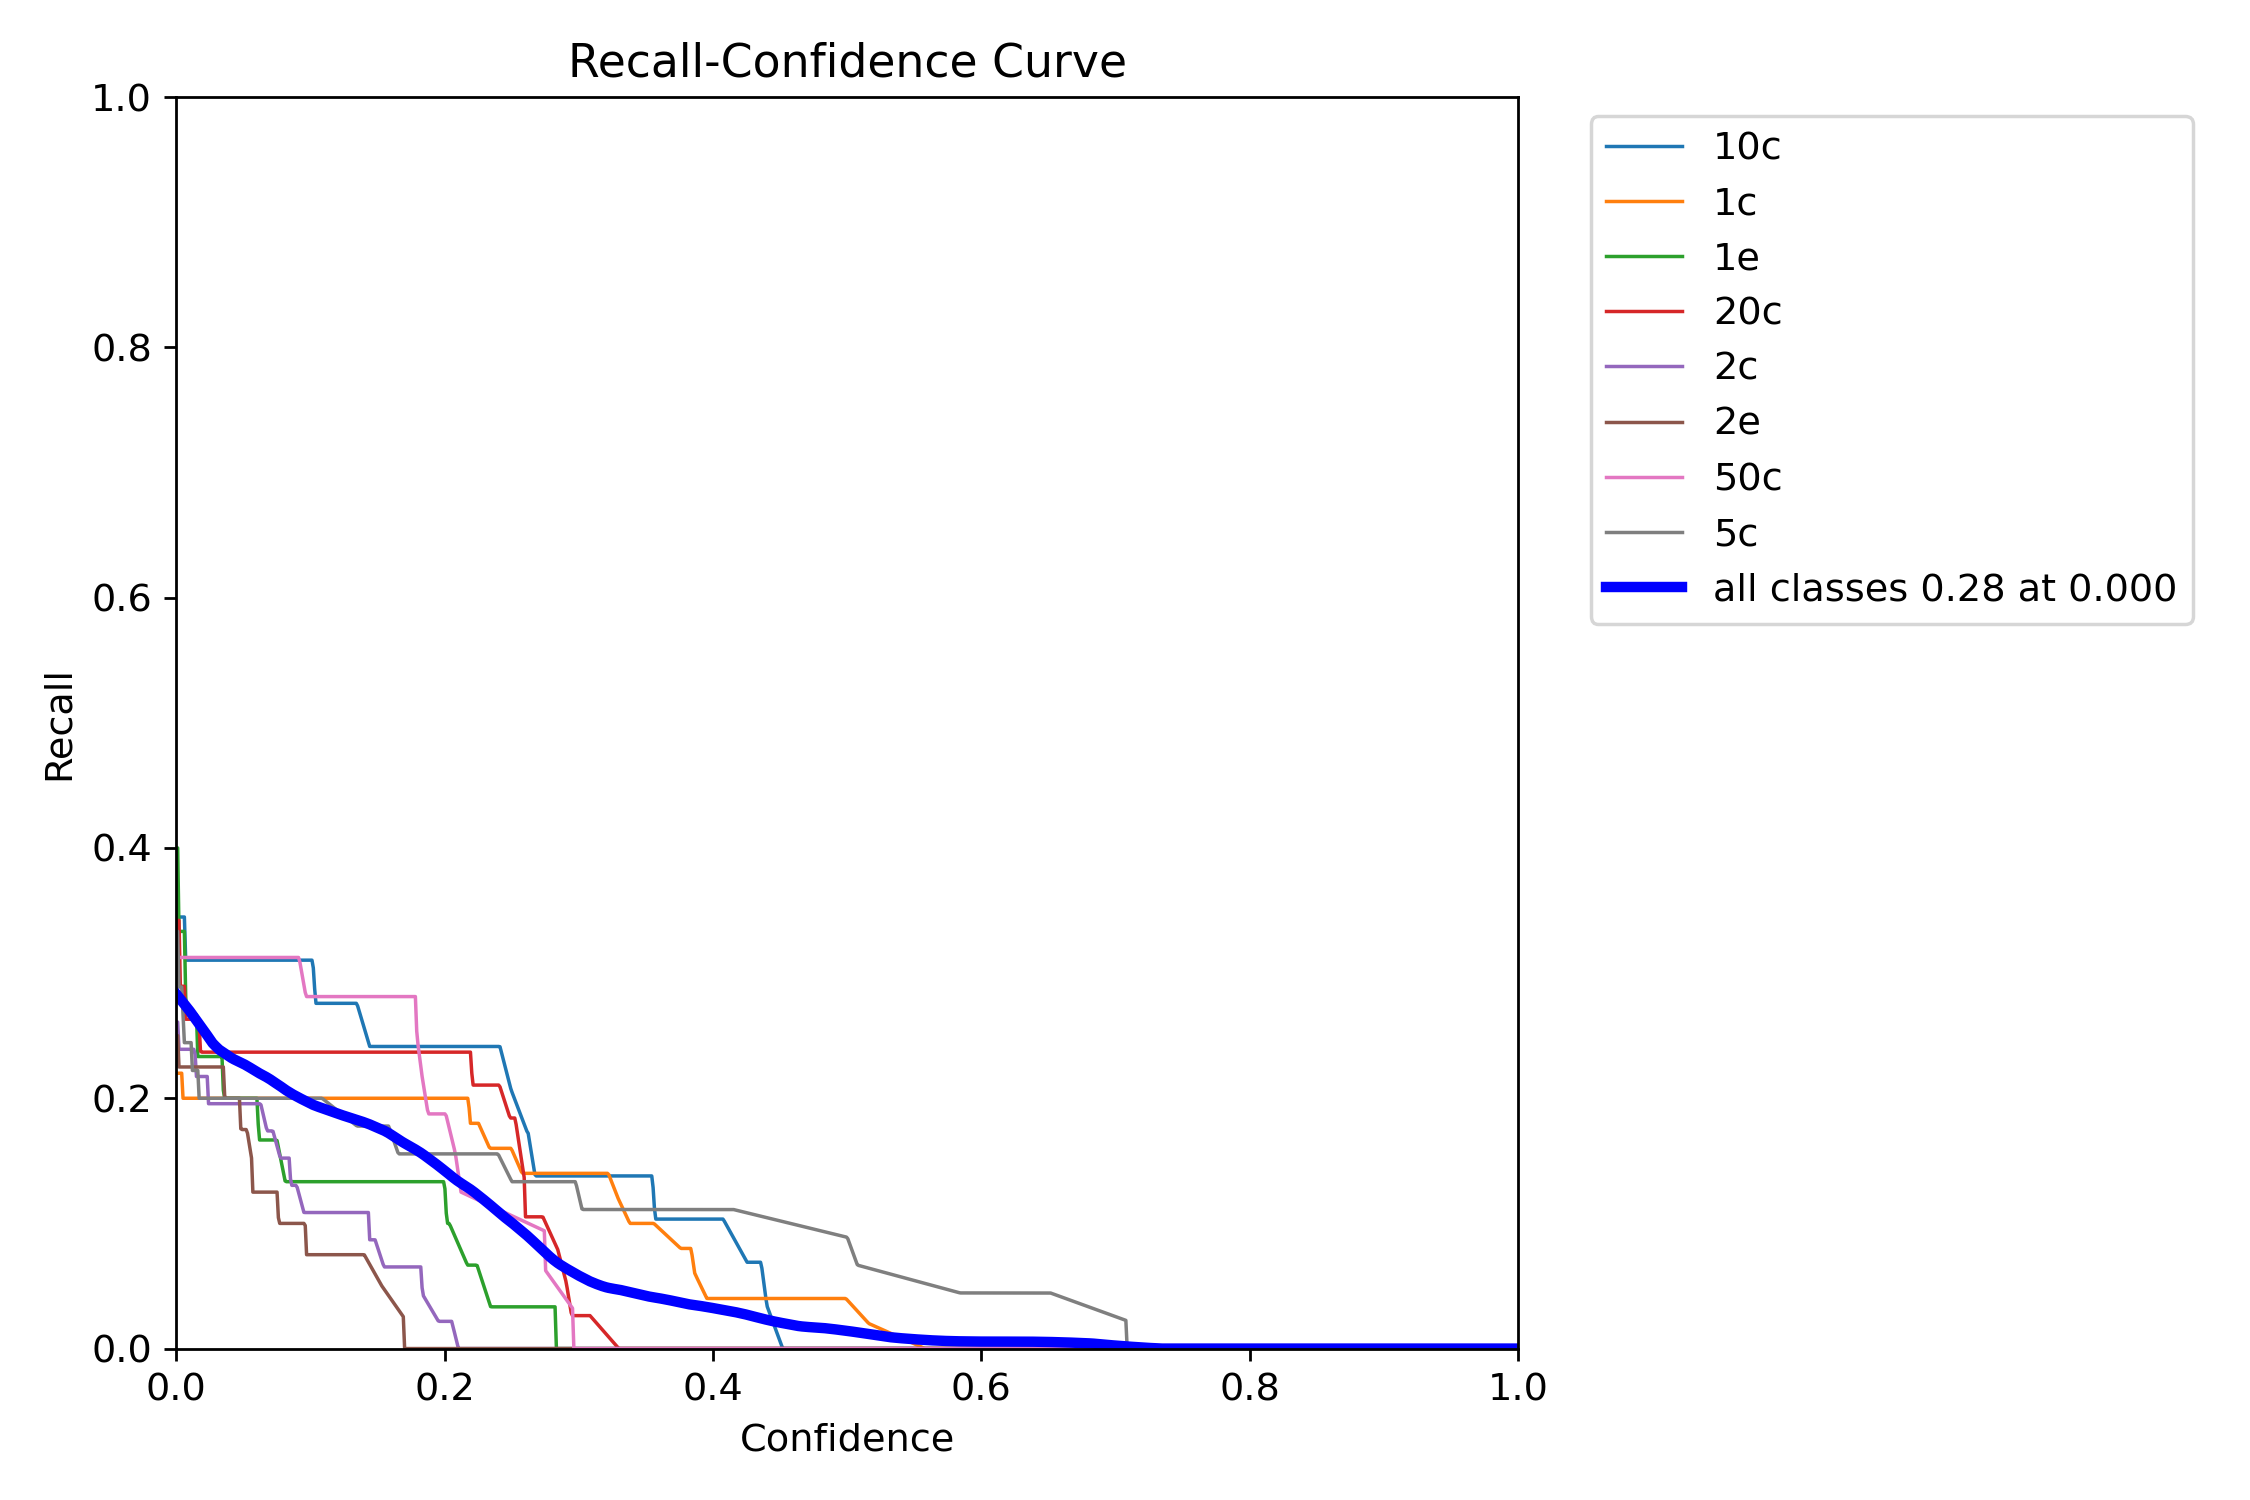 Recall-Confidence Curve
1.0
0.8
0.6
0.4
0.2
0.0
Recall
0.0 0.2 0.4 0.6 0.8 1.0
Confidence
10c
1c
1e
20c
2c
2e
50c
5c
all classes 0.28 at 0.000